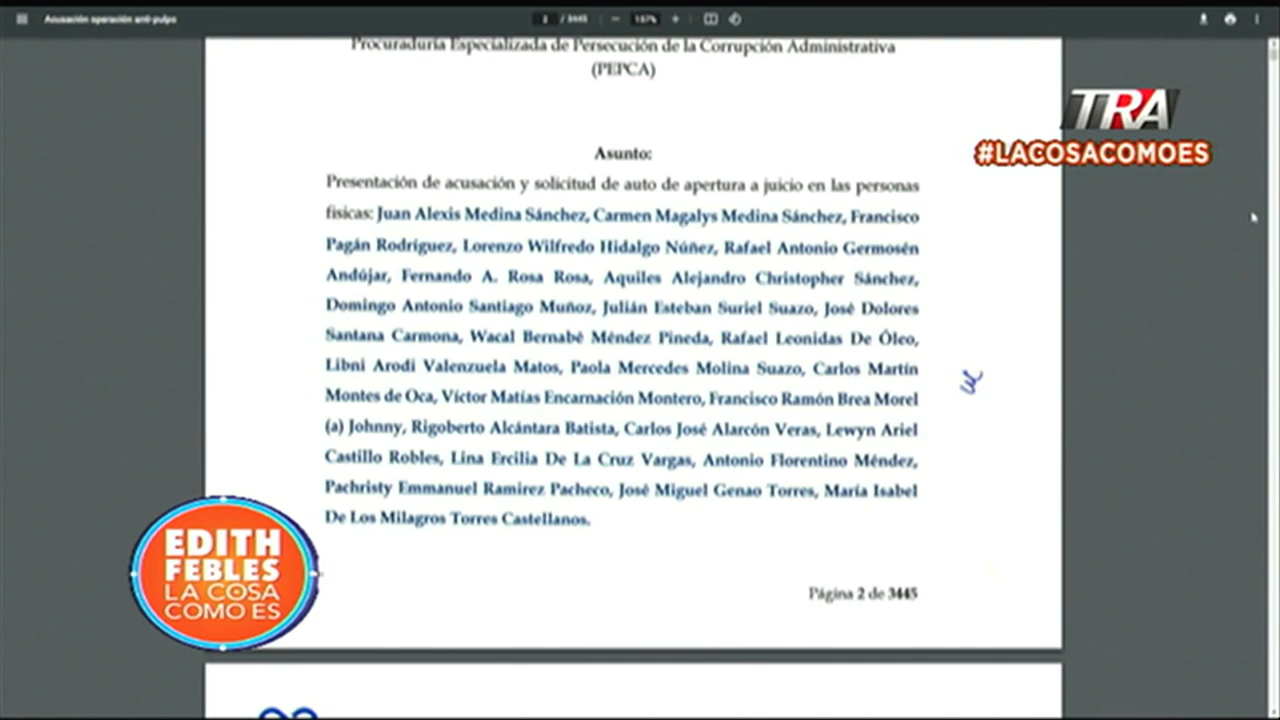 Acusación operación anti-pulpo
2 / 3445
157%
TRA
#LACOSACOMOES
Procuraduría Especializada de Persecución de la Corrupción Administrativa
(PEPCA)
Asunto:
Presentación de acusación y solicitud de auto de apertura a juicio en las personas
físicas: Juan Alexis Medina Sánchez, Carmen Magalys Medina Sánchez, Francisco
Pagán Rodríguez, Lorenzo Wilfredo Hidalgo Núñez, Rafael Antonio Germosén
Andújar, Fernando A. Rosa Rosa, Aquiles Alejandro Christopher Sánchez,
Domingo Antonio Santiago Muñoz, Julián Esteban Suriel Suazo, José Dolores
Santana Carmona, Wacal Bernabé Méndez Pineda, Rafael Leonidas De Óleo,
Libni Arodi Valenzuela Matos, Paola Mercedes Molina Suazo, Carlos Martín
Montes de Oca, Víctor Matías Encarnación Montero, Francisco Ramón Brea Morel
(a) Johnny, Rigoberto Alcántara Batista, Carlos José Alarcón Veras, Lewyn Ariel
Castillo Robles, Lina Ercilia De La Cruz Vargas, Antonio Florentino Méndez,
Pachristy Emmanuel Ramirez Pacheco, José Miguel Genao Torres, María Isabel
De Los Milagros Torres Castellanos.
Página 2 de 3445
EDITH
FEBLES
LA COSA
COMO ES